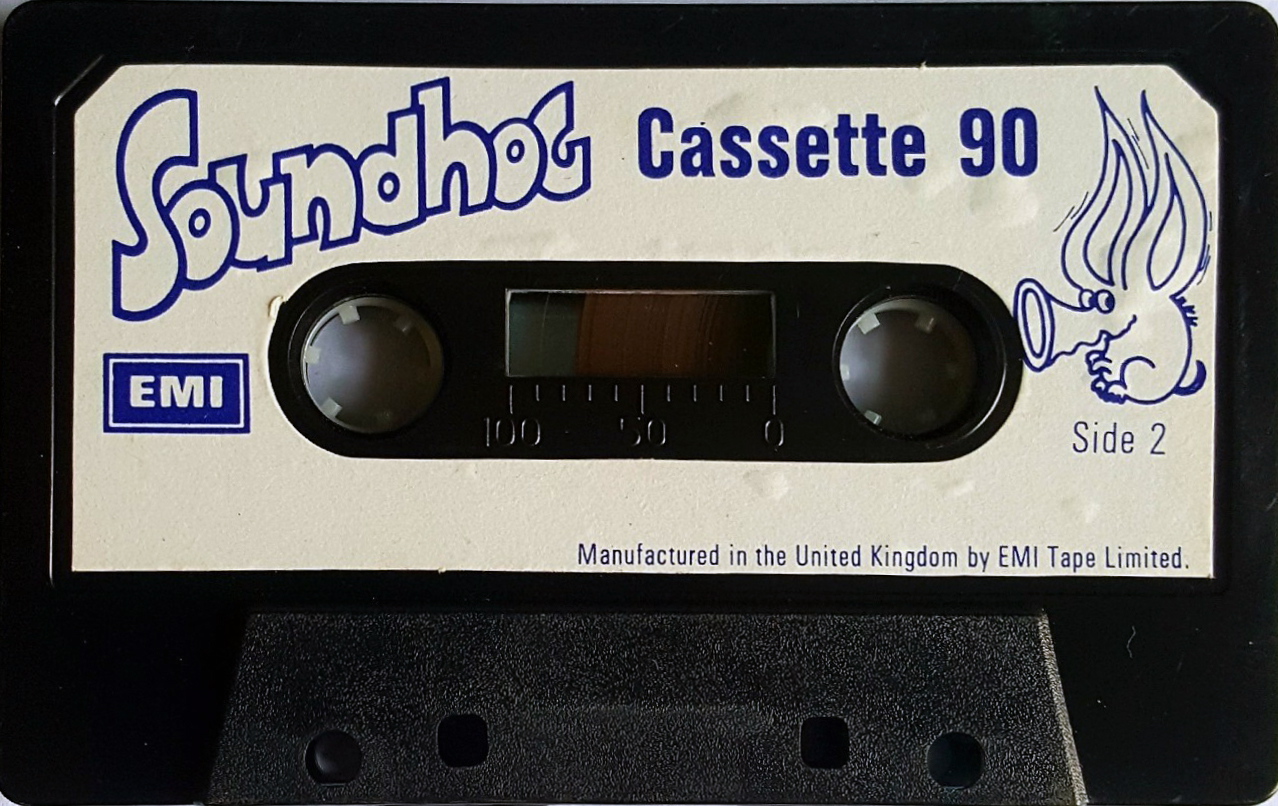 Soundhog
Cassette 90
EMI
100 50 0
Side 2
Manufactured in the United Kingdom by EMI Tape Limited.